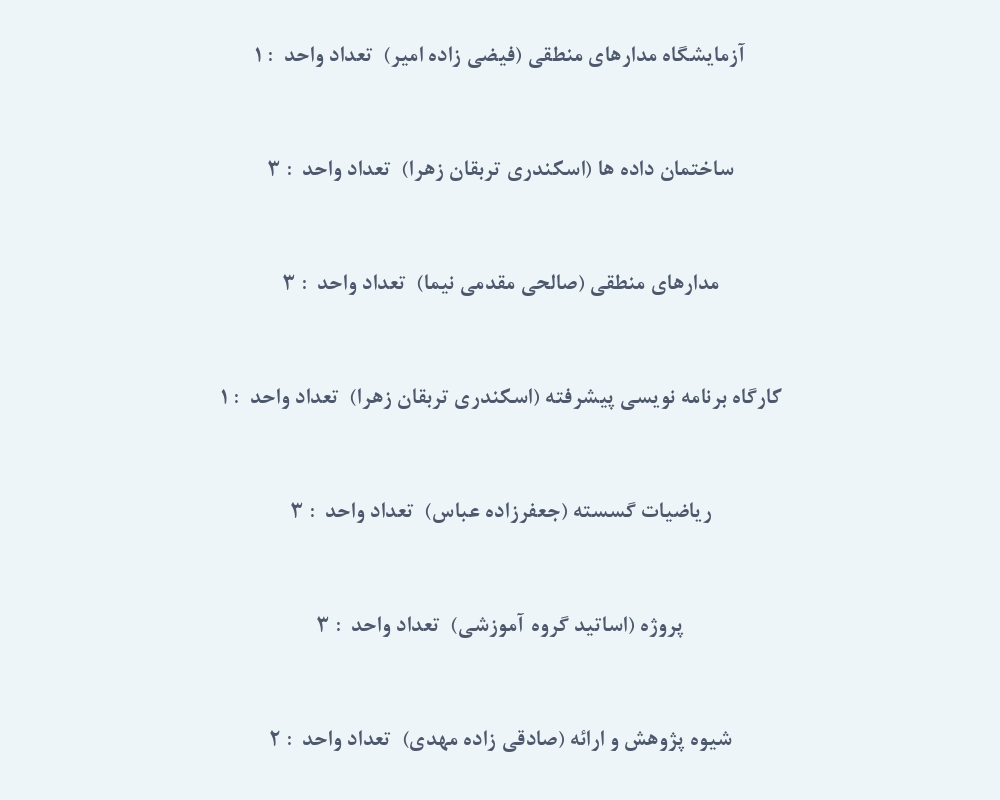 آزمایشگاه مدارهای منطقی (فیضی زاده امیر) تعداد واحد : ۱
ساختمان داده ها (اسکندری تربقان زهرا) تعداد واحد : ۳
مدارهای منطقی (صالحی مقدمی نیما) تعداد واحد : ۳
کارگاه برنامه نویسی پیشرفته (اسکندری تربقان زهرا) تعداد واحد : ۱
ریاضیات گسسته (جعفرزاده عباس) تعداد واحد : ۳
پروژه (اساتید گروه آموزشی) تعداد واحد : ۳
شیوه پژوهش و ارائه (صادقی زاده مهدی) تعداد واحد : ۲